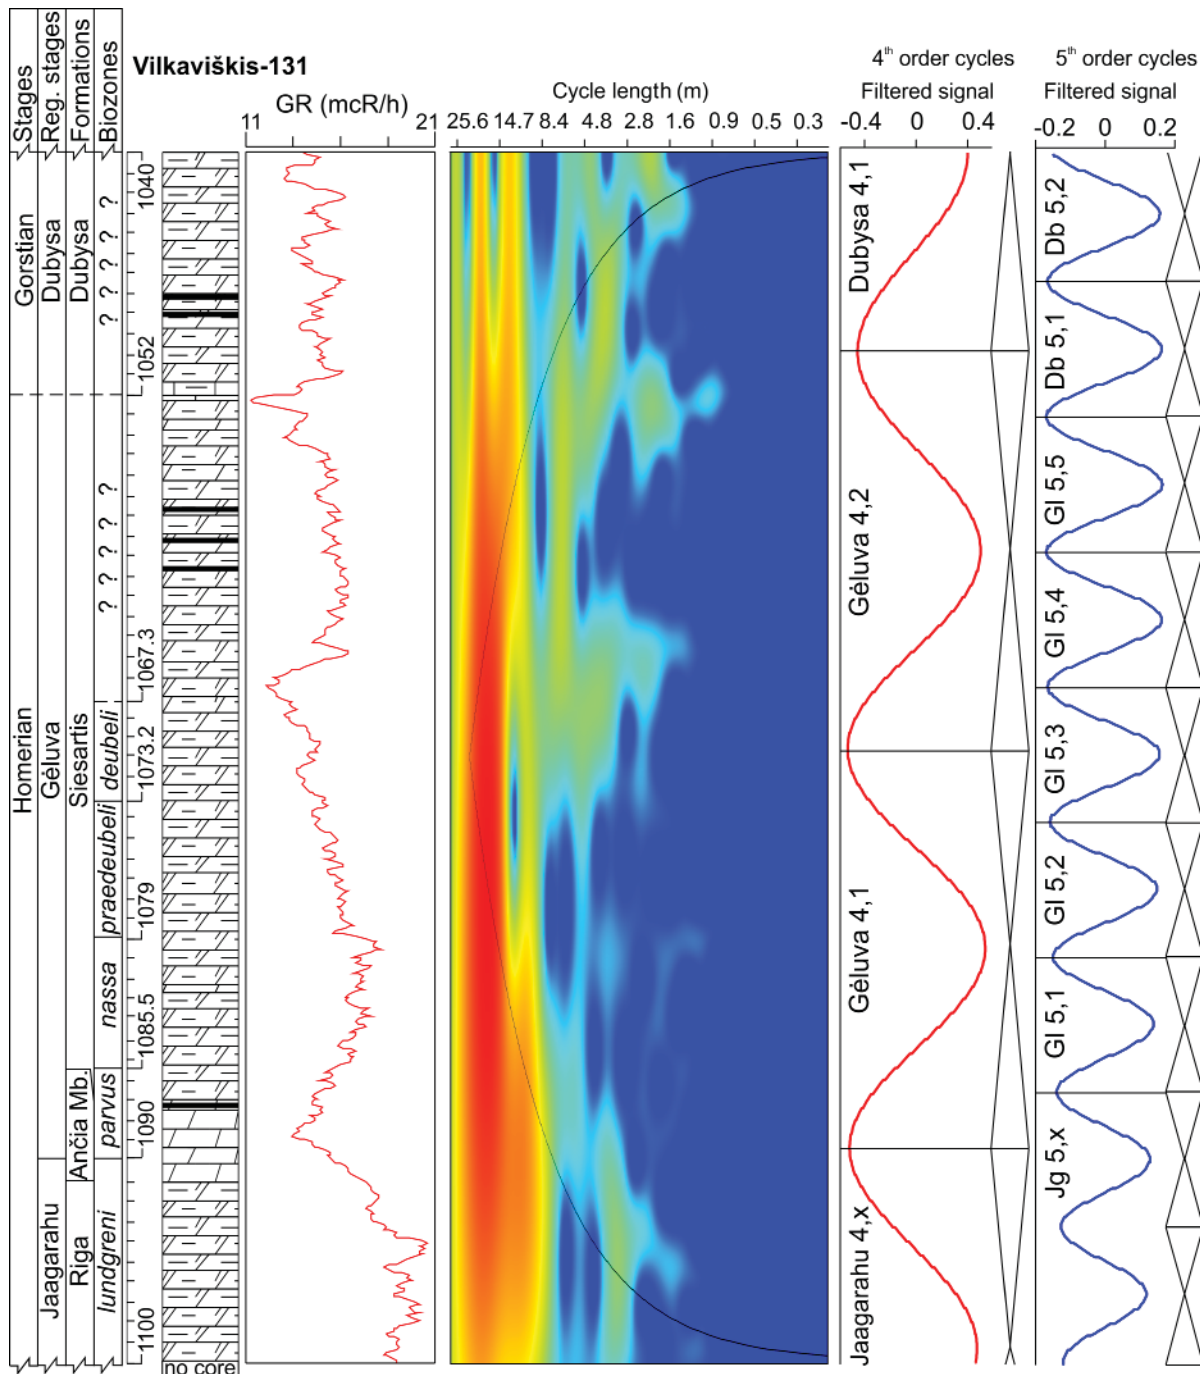 Vilkaviškis-131
Stages
Reg. stages
Formations
Biozones
GR (mcR/h)
11 21
Cycle length (m)
25.6 14.7 8.4 4.8 2.8 1.6 0.9 0.5 0.3
4th order cycles
Filtered signal
-0.4 0 0.4
5th order cycles
Filtered signal
-0.2 0 0.2
Gorstian
Homerian
Dubysa
Gėluva
Jaagarahu
Dubysa
Siesartis
Ančia Mb.
Riga
? ? ? ? ?
? ? ? ? ?
deubeli
praedeubeli
nassa
parvus
lundgreni
1040
1052
1067.3
1073.2
1079
1085.5
1090
1100
no core
Dubysa 4,1
Gėluva 4,2
Gėluva 4,1
Jaagarahu 4,x
Db 5,2
Db 5,1
Gl 5,5
Gl 5,4
Gl 5,3
Gl 5,2
Gl 5,1
Jg 5,x